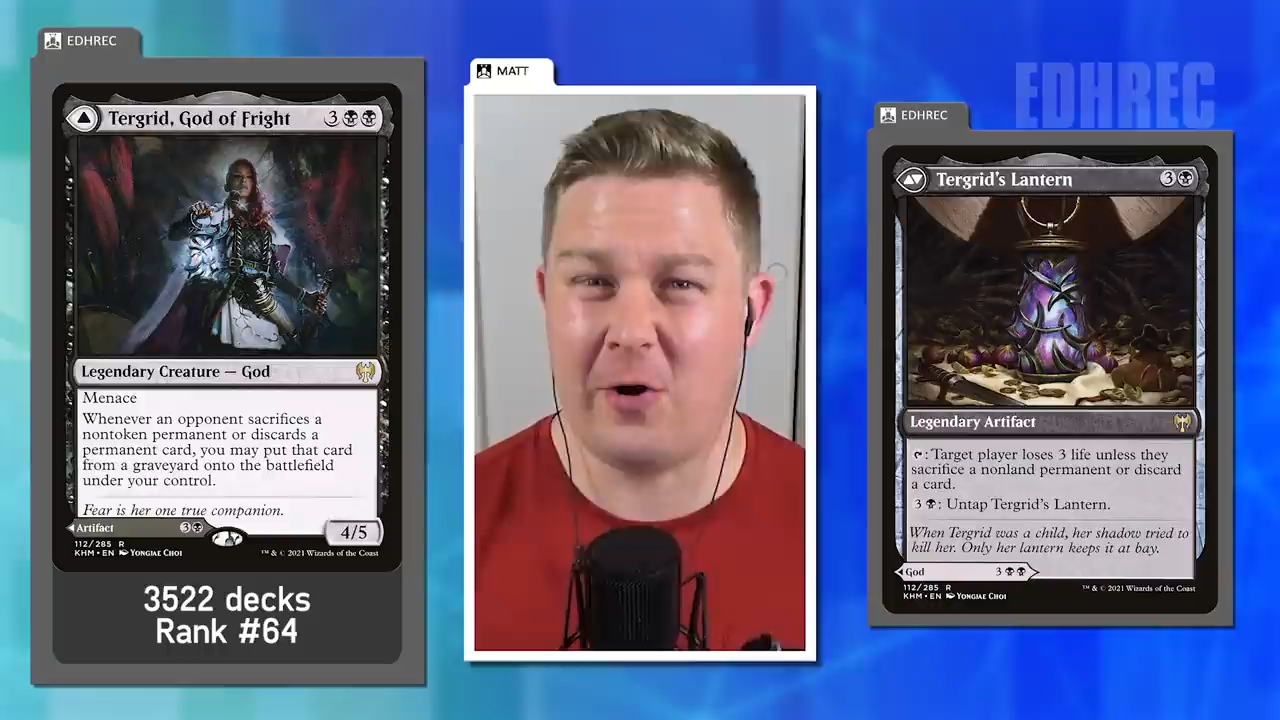 EDHREC
Tergrid, God of Fright 3
Legendary Creature — God
Menace
Whenever an opponent sacrifices a
nontoken permanent or discards a
permanent card, you may put that card
from a graveyard onto the battlefield
under your control.
Fear is her one true companion.
Artifact 3
4/5
112/285 R
KHM • EN YONGJAE CHOI
™ & © 2021 Wizards of the Coast
3522 decks
Rank #64
MATT
EDHREC
EDHREC
Tergrid's Lantern 3
Legendary Artifact
: Target player loses 3 life unless they
sacrifice a nonland permanent or discard
a card.
3 : Untap Tergrid's Lantern.
When Tergrid was a child, her shadow tried to
kill her. Only her lantern keeps it at bay.
God 3
112/285 R
KHM • EN YONGJAE CHOI
™ & © 2021 Wizards of the Coast